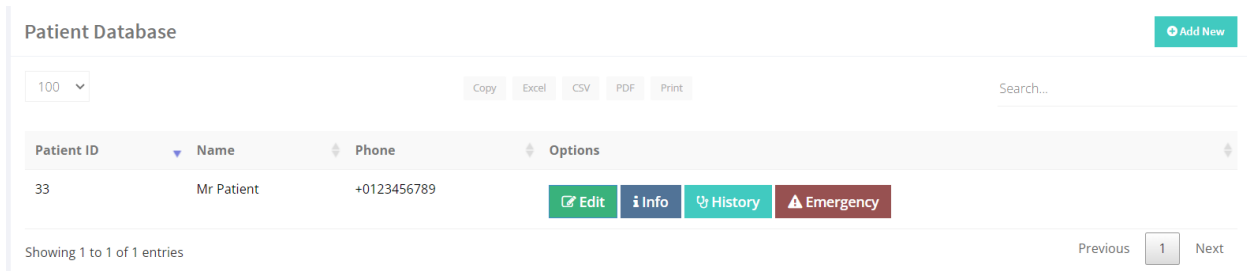 Patient Database
Add New
100
Copy Excel CSV PDF Print
Search...
Patient ID Name Phone Options
33 Mr Patient +0123456789
Edit Info History Emergency
Showing 1 to 1 of 1 entries
Previous 1 Next